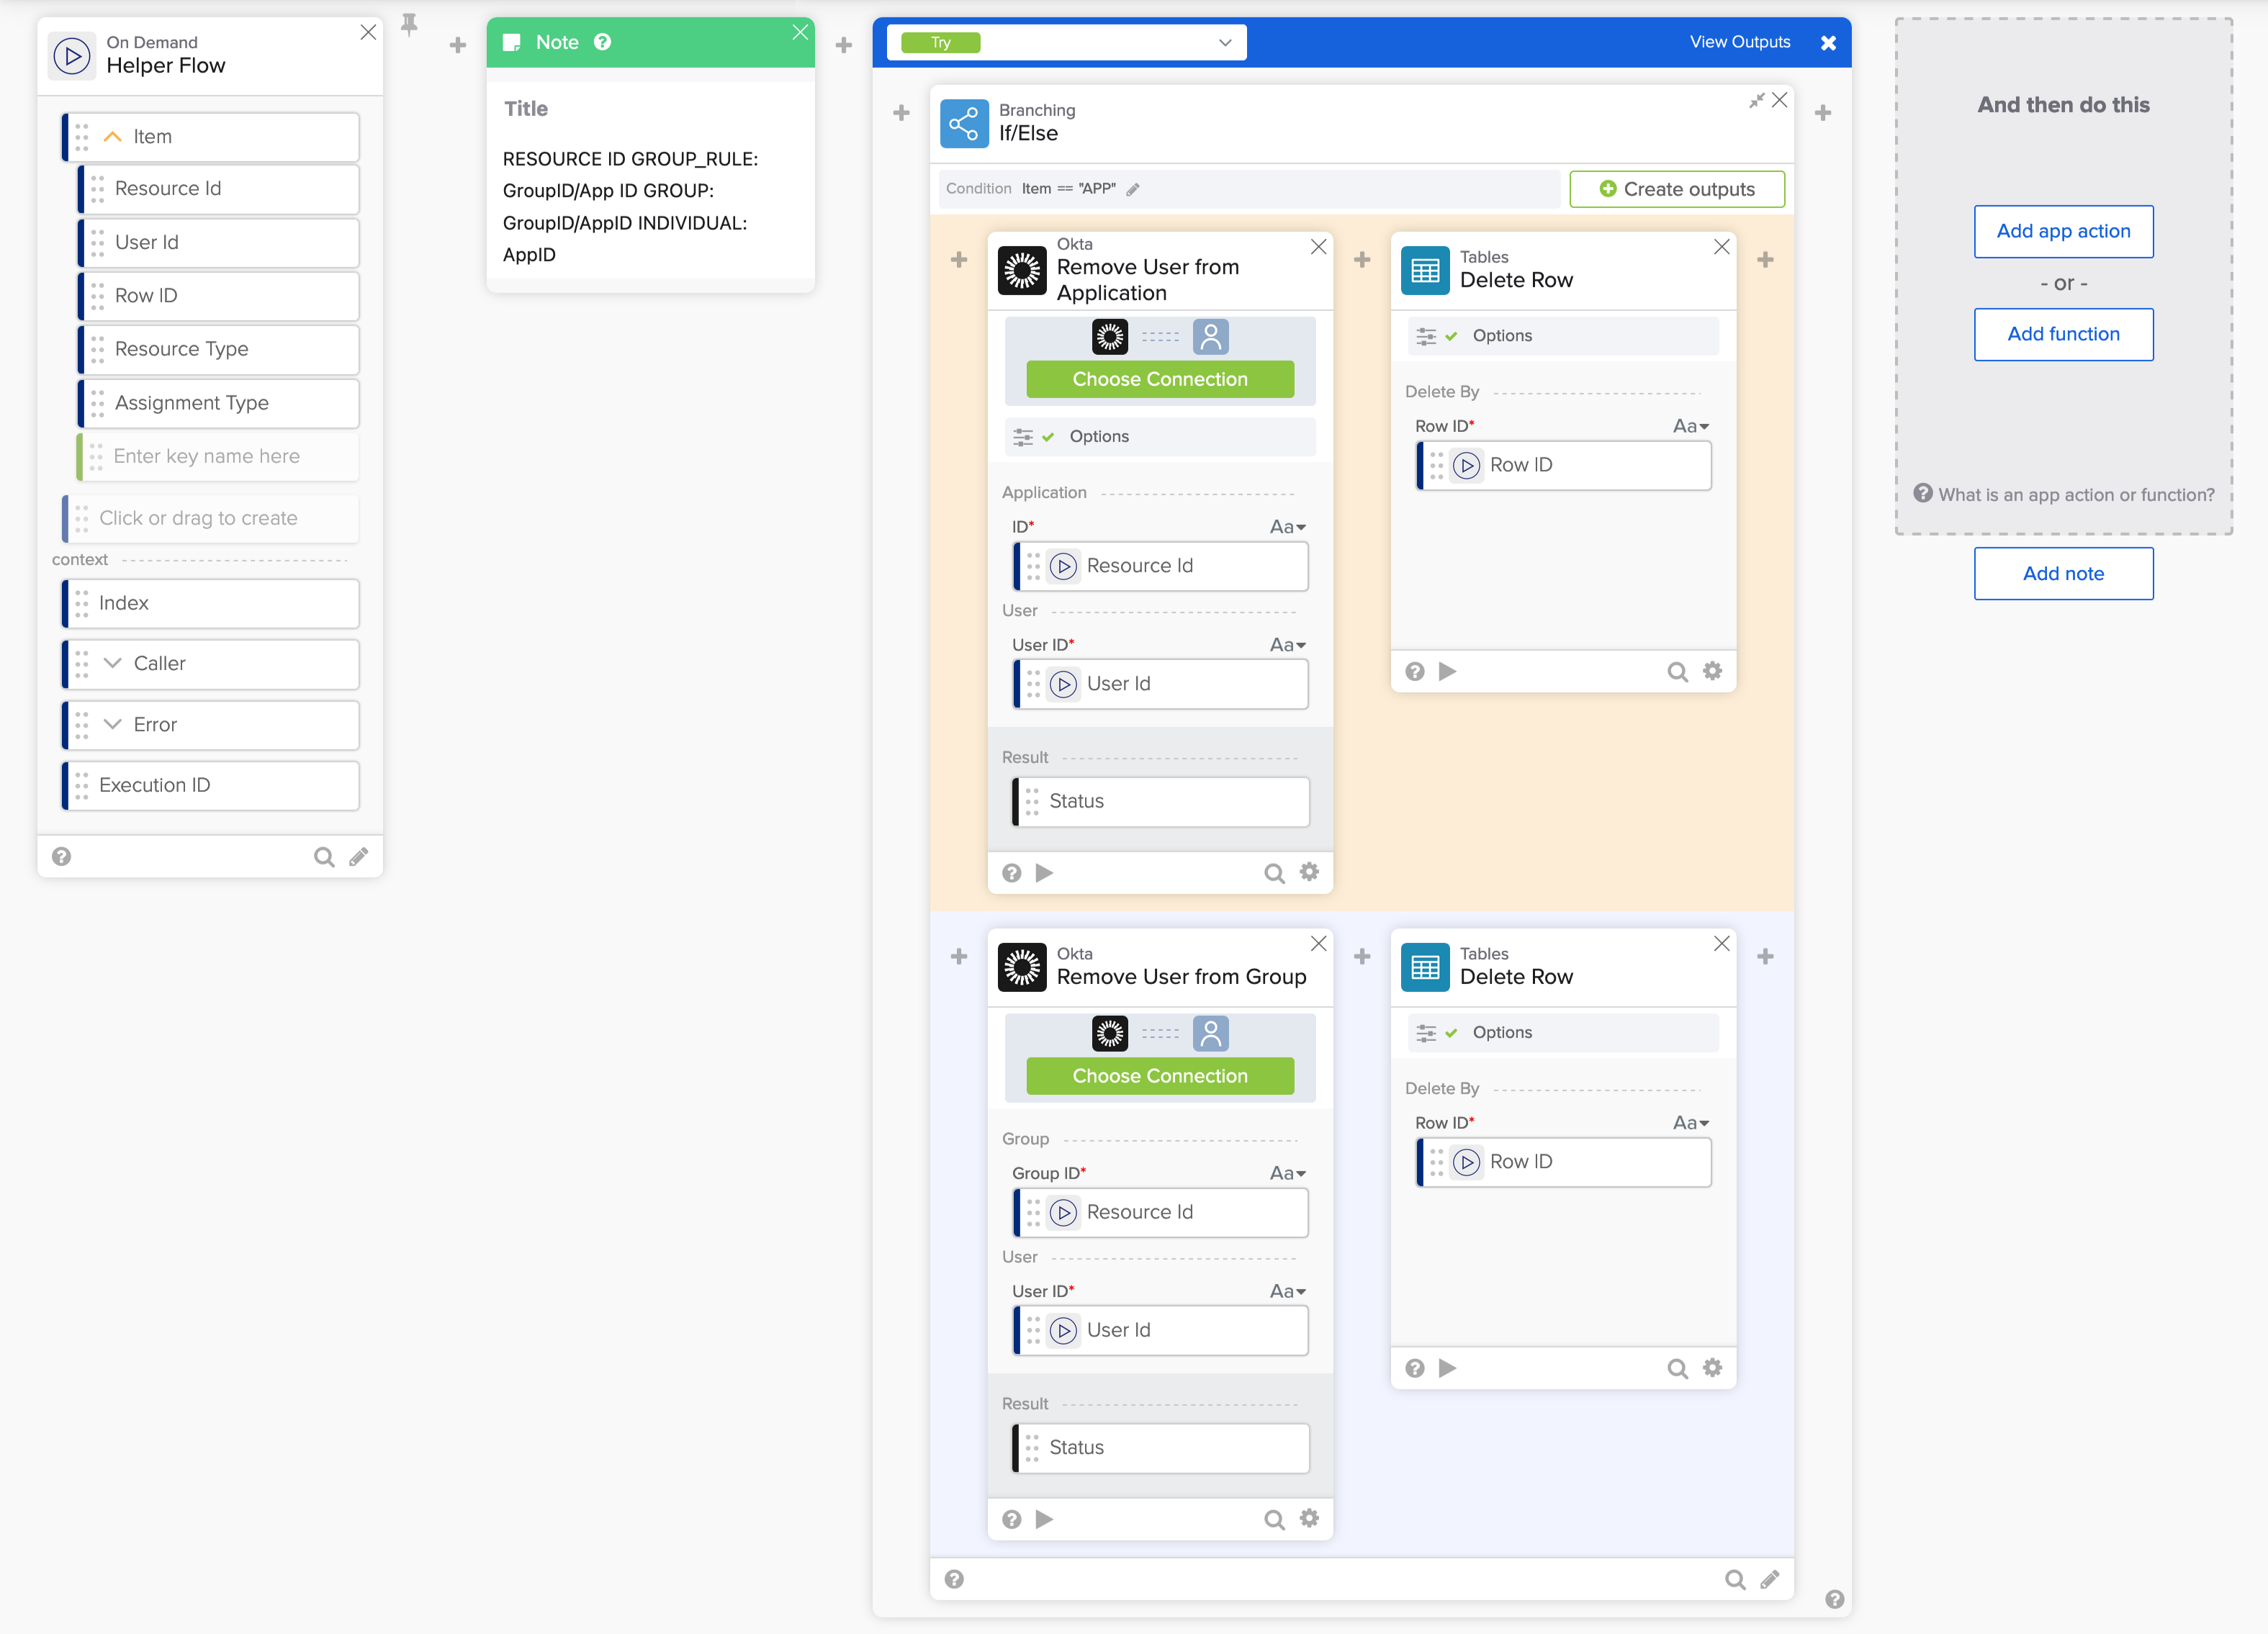 On Demand
Helper Flow
Item
Resource Id
User Id
Row ID
Resource Type
Assignment Type
Enter key name here
Click or drag to create
context
Index
Caller
Error
Execution ID
Note
Title
RESOURCE ID GROUP_RULE:
GroupID/App ID GROUP:
GroupID/AppID INDIVIDUAL:
AppID
Try
View Outputs
Branching
If/Else
Condition Item == "APP"
Create outputs
Okta
Remove User from
Application
Choose Connection
Options
Application
ID*
Aa
Resource Id
User
User ID*
Aa
User Id
Result
Status
Tables
Delete Row
Options
Delete By
Row ID*
Aa
Row ID
Okta
Remove User from Group
Choose Connection
Group
Group ID*
Aa
Resource Id
User
User ID*
Aa
User Id
Result
Status
Tables
Delete Row
Options
Delete By
Row ID*
Aa
Row ID
And then do this
Add app action
- or -
Add function
What is an app action or function?
Add note